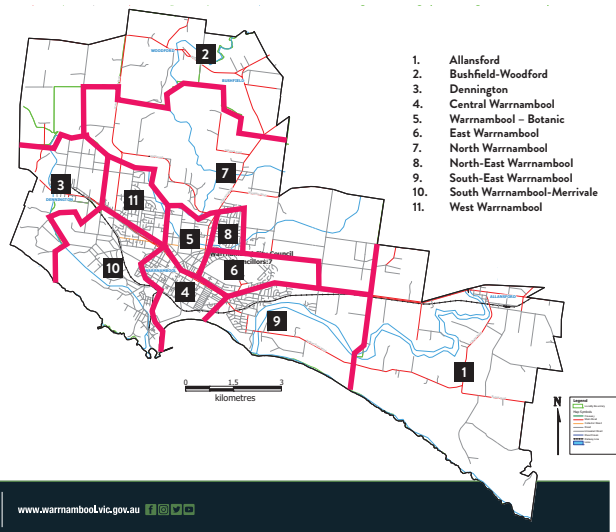 1. Allansford
2. Bushfield-Woodford
3. Dennington
4. Central Warrnambool
5. Warrnambool – Botanic
6. East Warrnambool
7. North Warrnambool
8. North-East Warrnambool
9. South-East Warrnambool
10. South Warrnambool-Merrivale
11. West Warrnambool
2
WOODFORD
BUSHFIELD
7
3
DENNINGTON
11
8
5
Council
6
WARRNAMBOOL
10
4
9
ALLANSFORD
1
0 1.5 3
kilometres
N
Legend
www.warrnambool.vic.gov.au